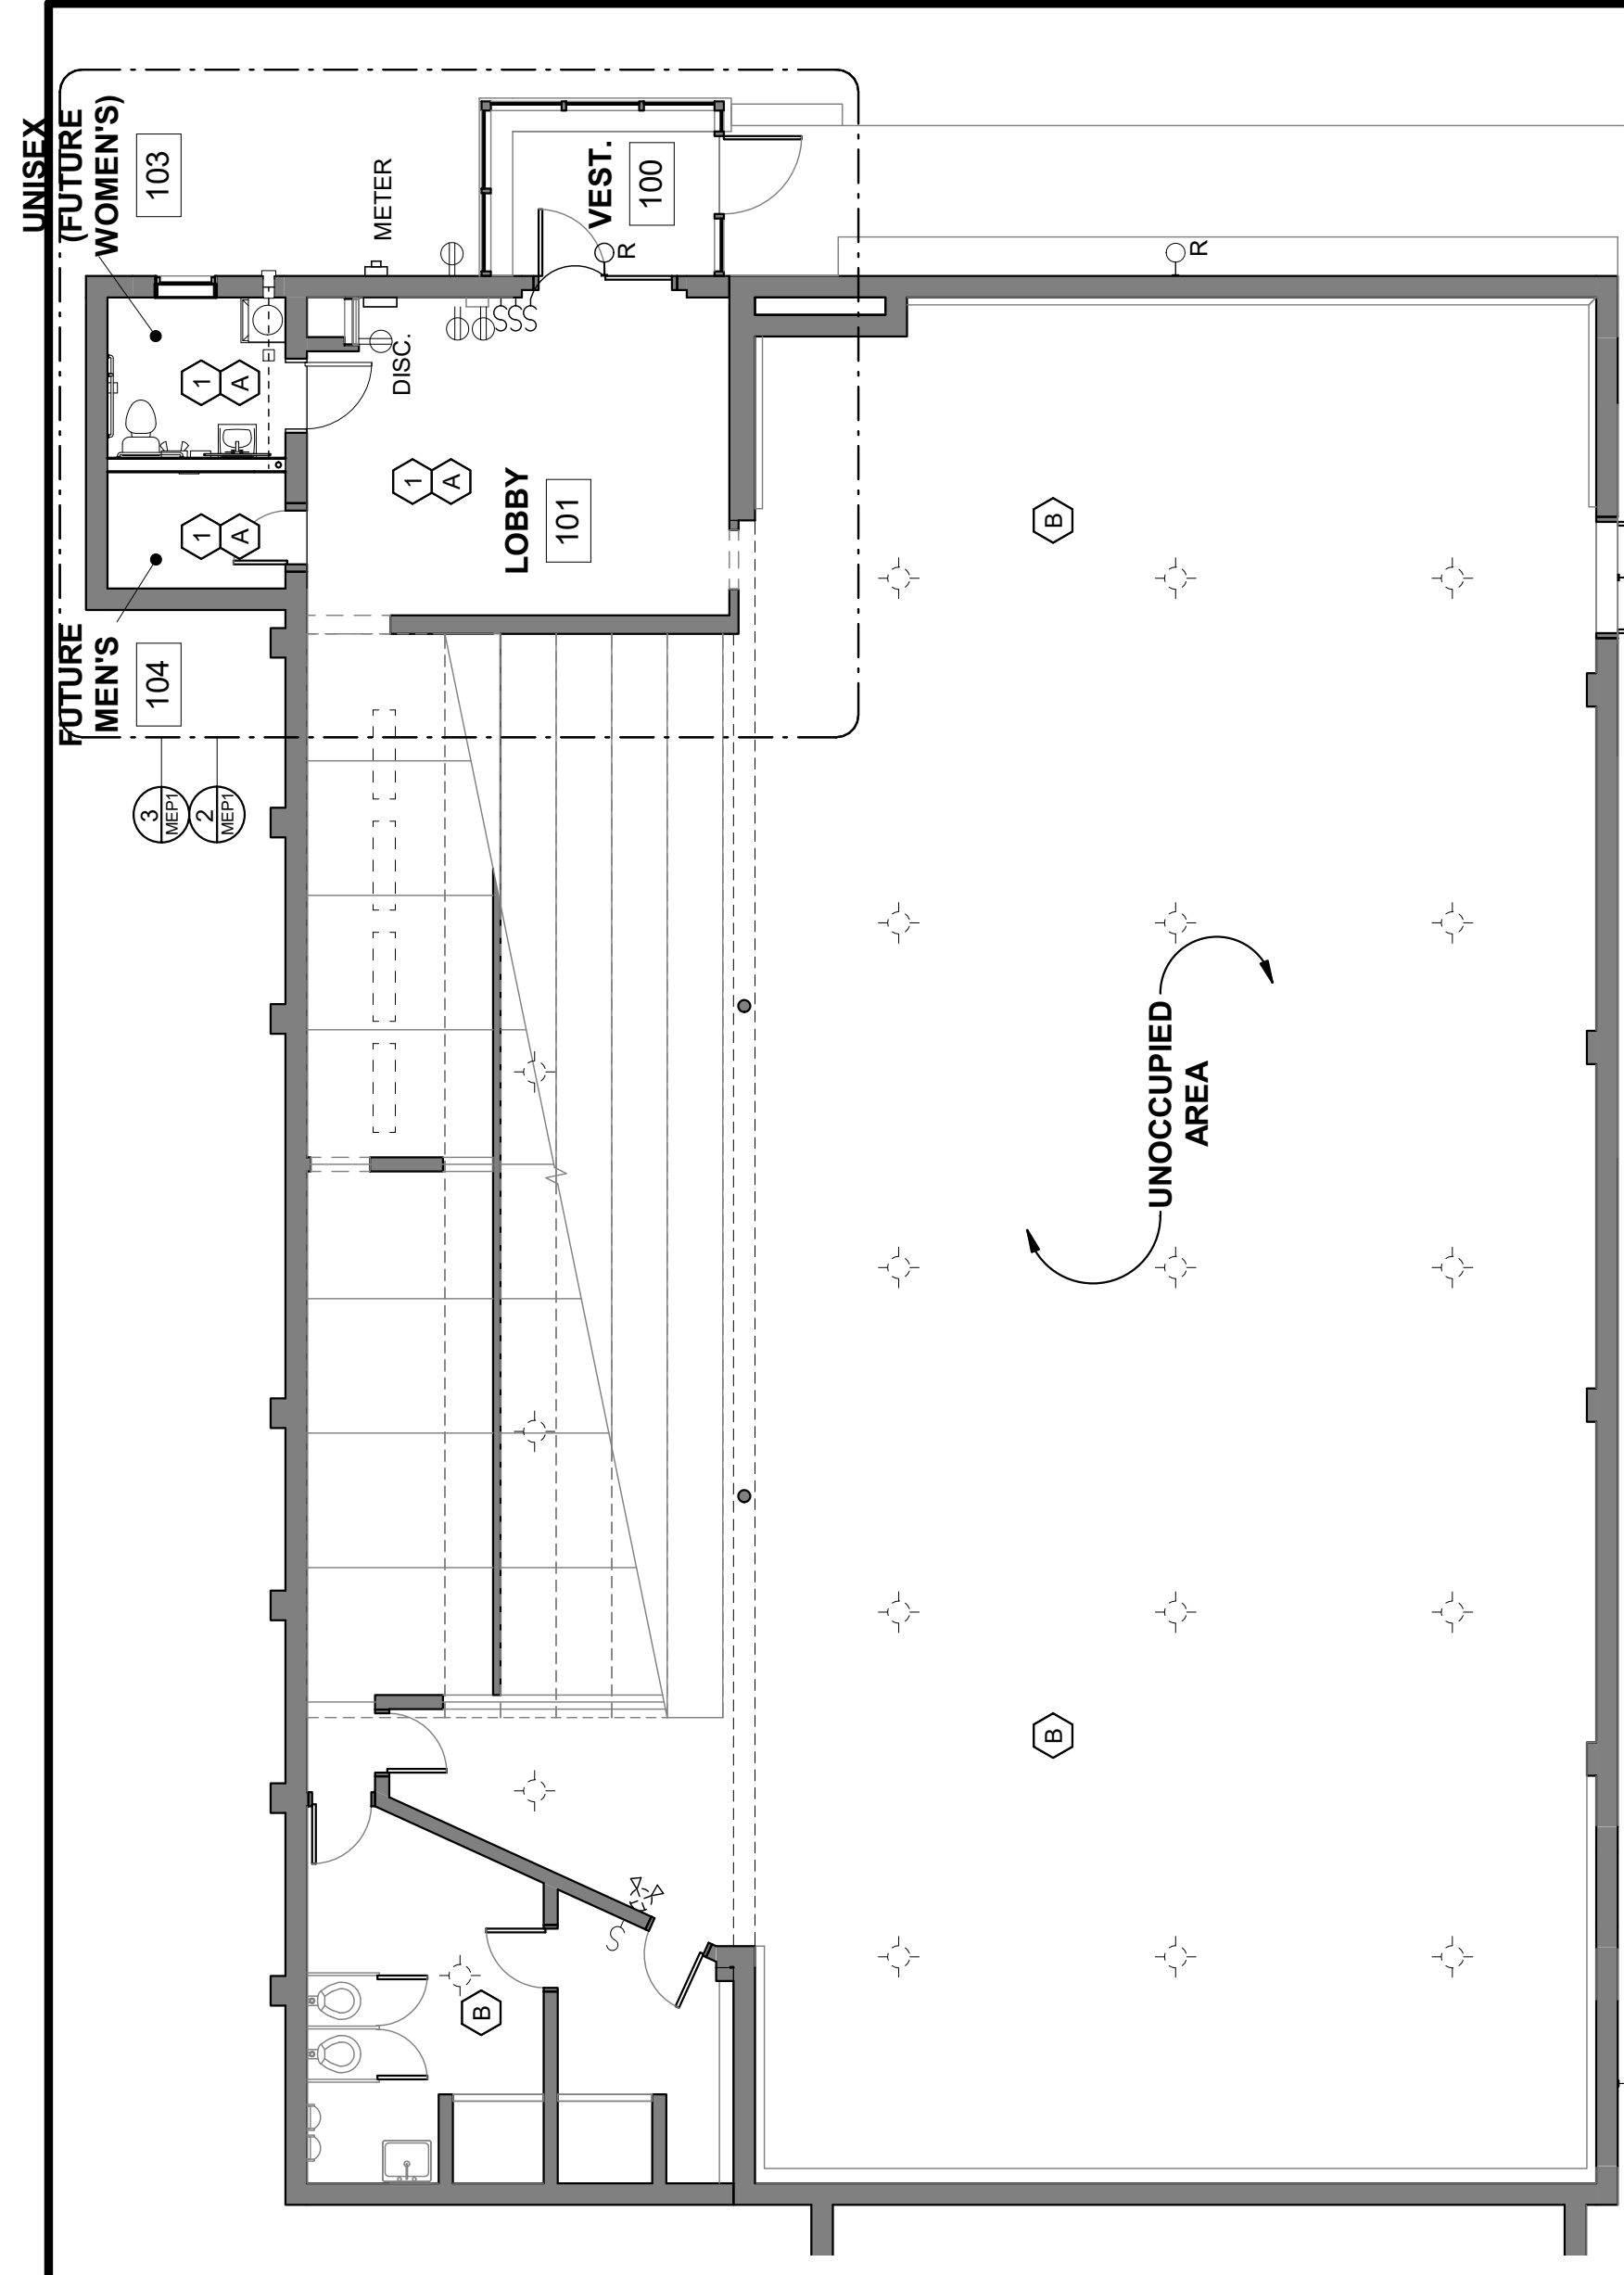 UNISEX
(FUTURE
WOMEN'S)
103
METER
VEST.
100
R
R
SSS
DISC.
1
A
1
A
1
A
LOBBY
101
B
FUTURE
MEN'S
104
3
MEP1
2
MEP1
UNOCCUPIED
AREA
B
S
B